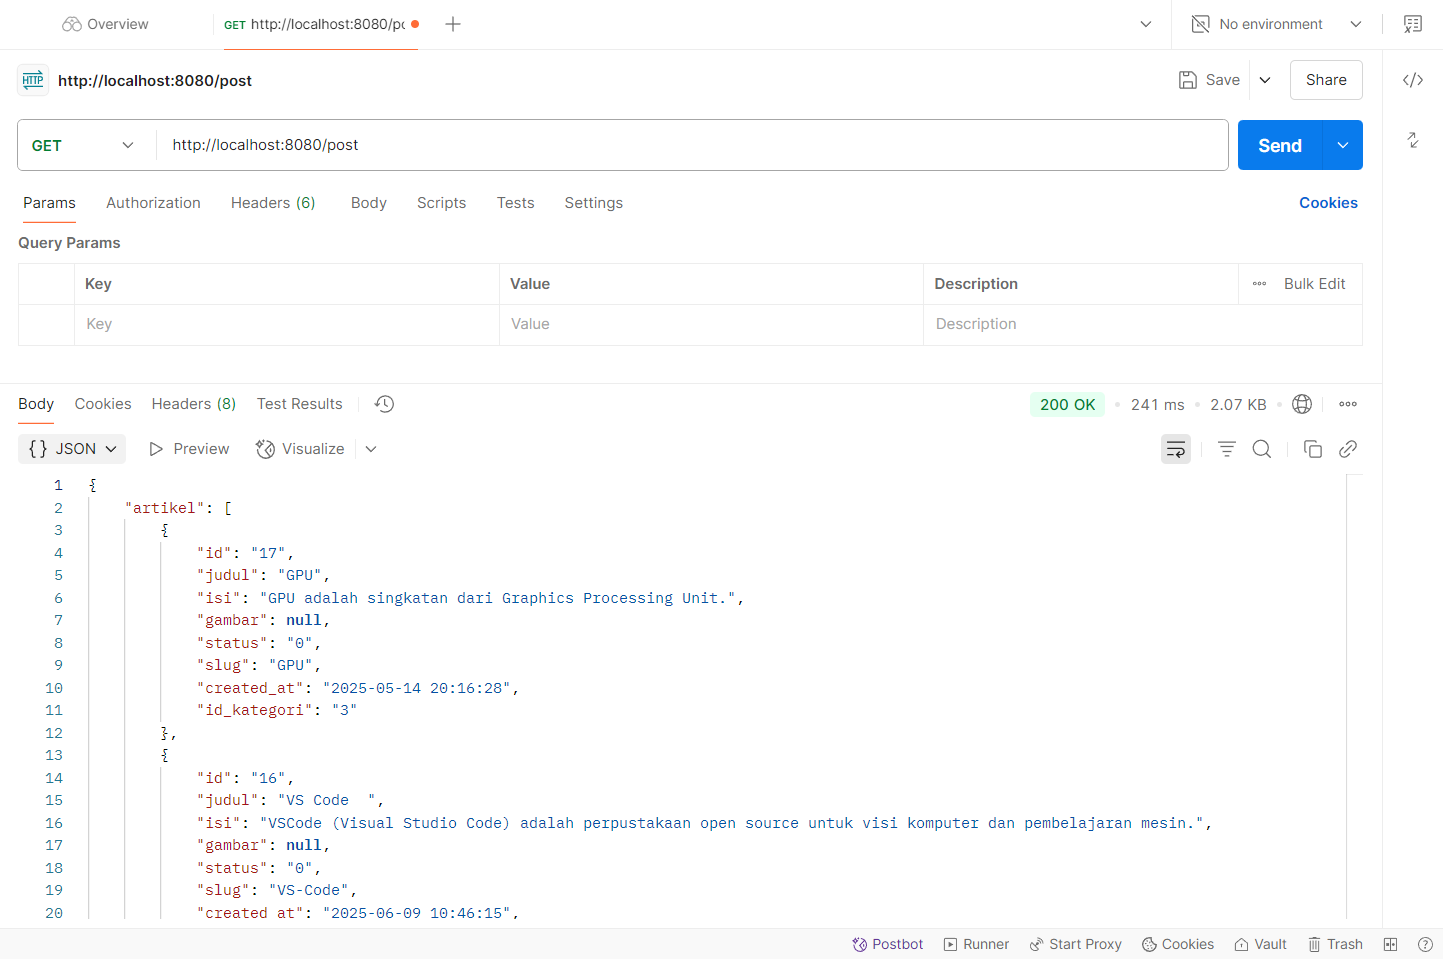 Overview
GET http://localhost:8080/po
No environment
HTTP http://localhost:8080/post
Save
Share
GET http://localhost:8080/post
Send
Params Authorization Headers (6) Body Scripts Tests Settings Cookies
Query Params
Key Value Description Bulk Edit
Key Value Description
Body Cookies Headers (8) Test Results 200 OK 241 ms 2.07 KB
{} JSON Preview Visualize
1 {
2 "artikel": [
3 {
4 "id": "17",
5 "judul": "GPU",
6 "isi": "GPU adalah singkatan dari Graphics Processing Unit.",
7 "gambar": null,
8 "status": "0",
9 "slug": "GPU",
10 "created_at": "2025-05-14 20:16:28",
11 "id_kategori": "3"
12 },
13 {
14 "id": "16",
15 "judul": "VS Code  ",
16 "isi": "VSCode (Visual Studio Code) adalah perpustakaan open source untuk visi komputer dan pembelajaran mesin.",
17 "gambar": null,
18 "status": "0",
19 "slug": "VS-Code",
20 "created_at": "2025-06-09 10:46:15",
Postbot Runner Start Proxy Cookies Vault Trash